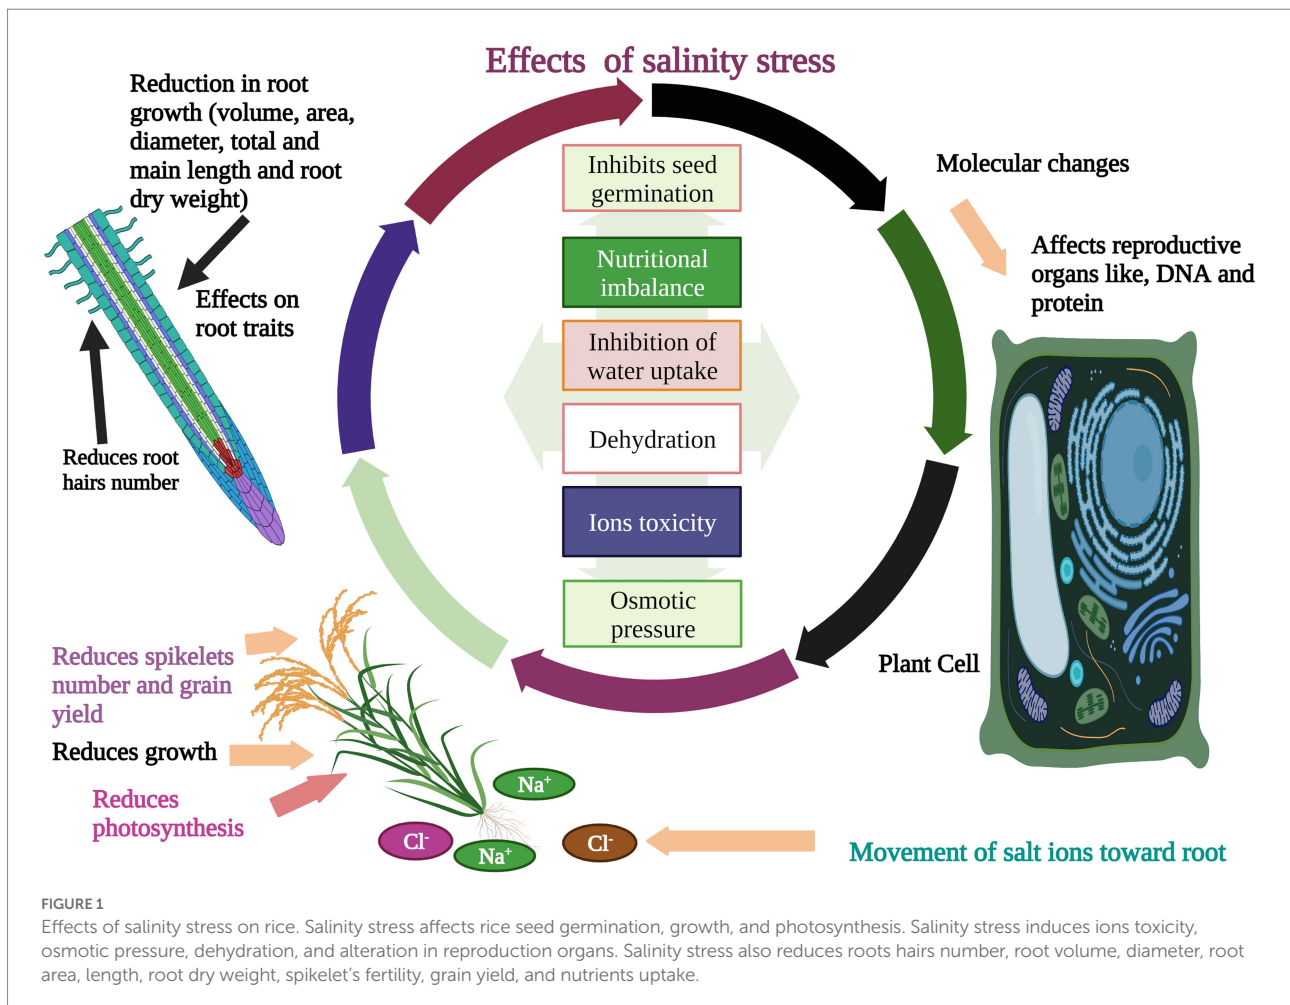 Effects of salinity stress
Reduction in root
growth (volume, area,
diameter, total and
main length and root
dry weight)
Effects on
root traits
Reduces root
hairs number
Inhibits seed
germination
Nutritional
imbalance
Inhibition of
water uptake
Dehydration
Ions toxicity
Osmotic
pressure
Molecular changes
Affects reproductive
organs like, DNA and
protein
Plant Cell
Reduces spikelets
number and grain
yield
Reduces growth
Reduces
photosynthesis
Na⁺
Cl⁻
Na⁺
Cl⁻
Movement of salt ions toward root
FIGURE 1
Effects of salinity stress on rice. Salinity stress affects rice seed germination, growth, and photosynthesis. Salinity stress induces ions toxicity,
osmotic pressure, dehydration, and alteration in reproduction organs. Salinity stress also reduces roots hairs number, root volume, diameter, root
area, length, root dry weight, spikelet’s fertility, grain yield, and nutrients uptake.